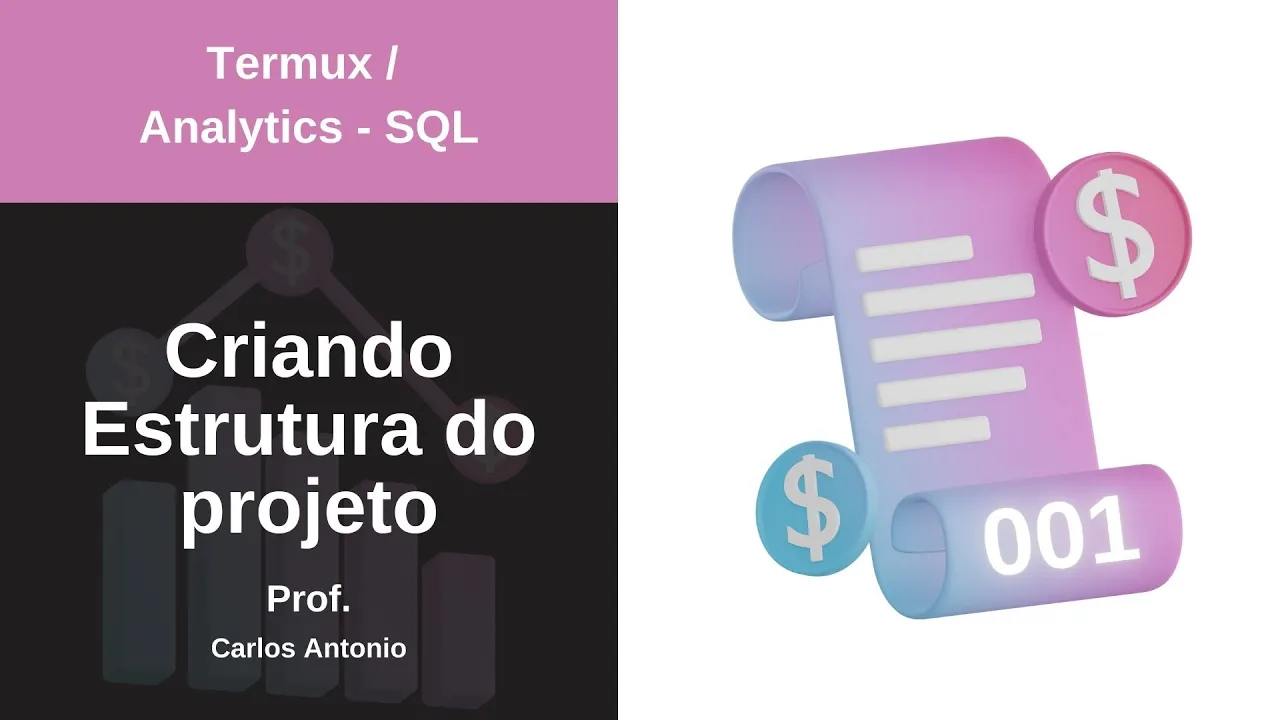 Termux /
Analytics - SQL
Criando
Estrutura do
projeto
Prof.
Carlos Antonio
$
$
$
$
$
001